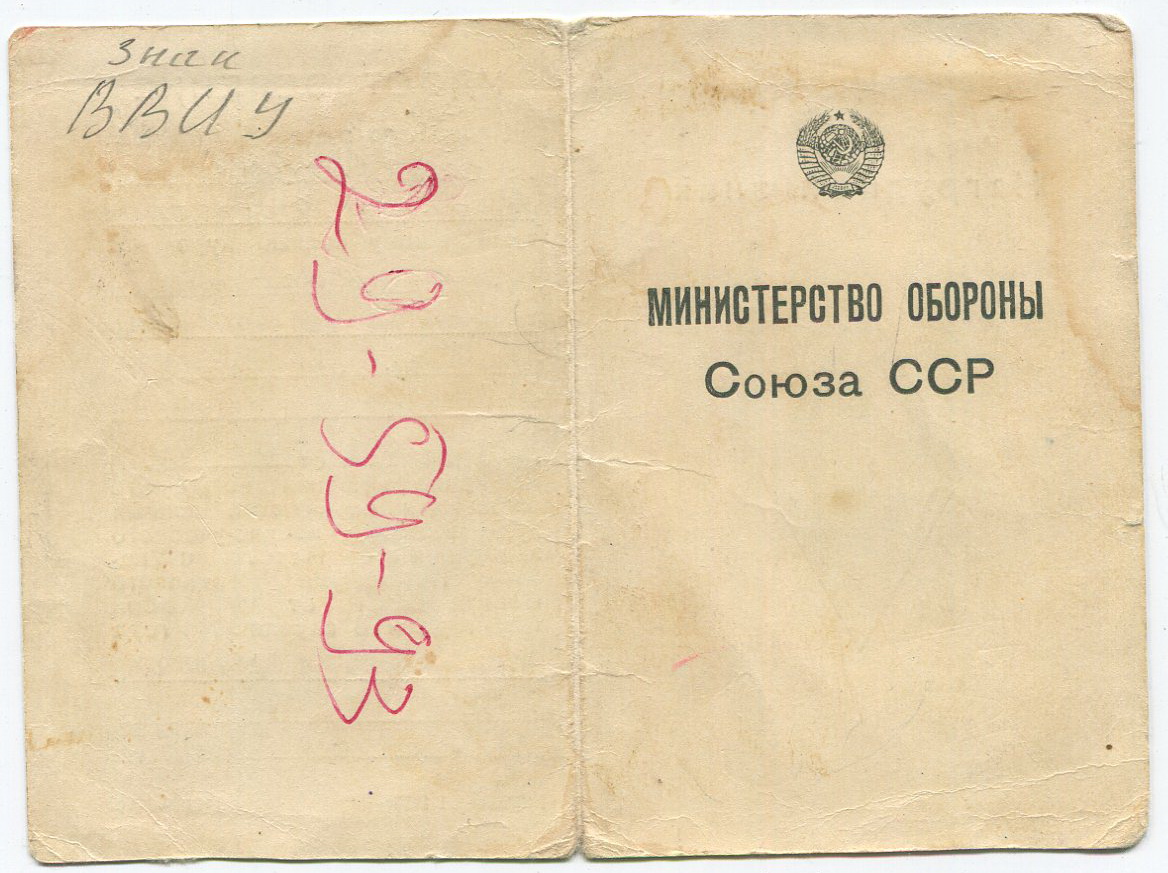 Знак
ВВИУ
29-59-93
МИНИСТЕРСТВО ОБОРОНЫ
Союза ССР